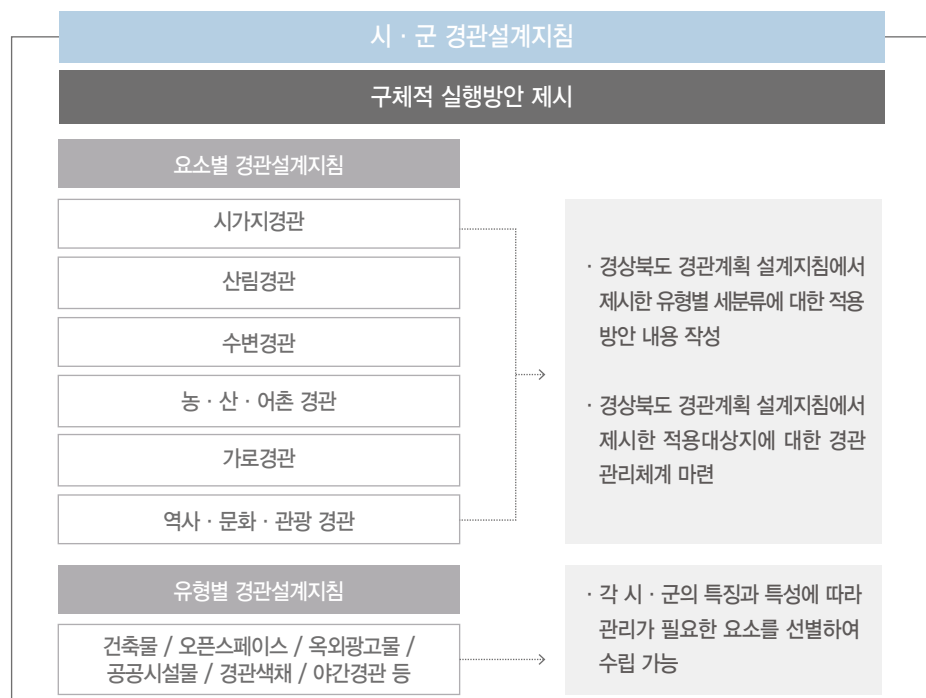 시 · 군 경관설계지침
구체적 실행방안 제시
요소별 경관설계지침
시가지경관
산림경관
수변경관
농 · 산 · 어촌 경관
가로경관
역사 · 문화 · 관광 경관
· 경상북도 경관계획 설계지침에서
제시한 유형별 세분류에 대한 적용
방안 내용 작성
· 경상북도 경관계획 설계지침에서
제시한 적용대상지에 대한 경관
관리체계 마련
유형별 경관설계지침
건축물 / 오픈스페이스 / 옥외광고물 /
공공시설물 / 경관색채 / 야간경관 등
· 각 시 · 군의 특징과 특성에 따라
관리가 필요한 요소를 선별하여
수립 가능